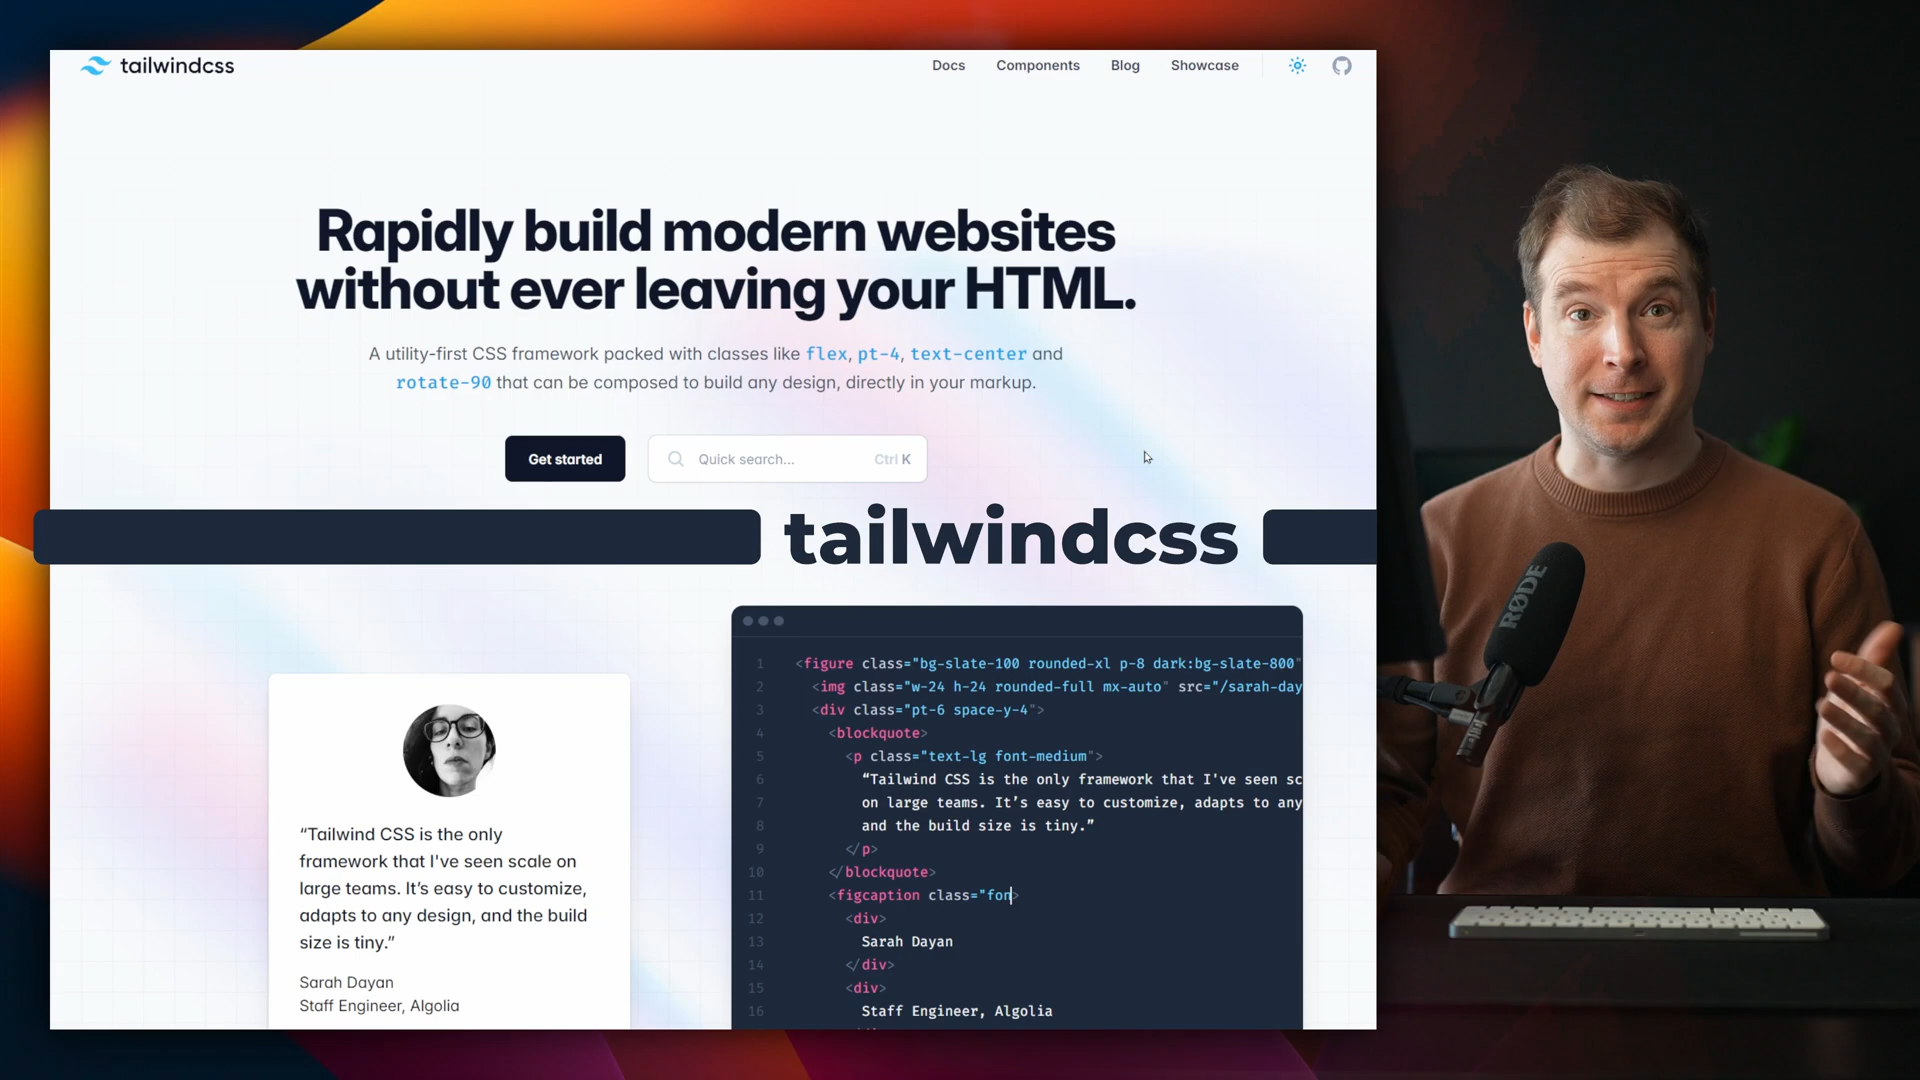 tailwindcss
Docs
Components
Blog
Showcase
Rapidly build modern websites
without ever leaving your HTML.
A utility-first CSS framework packed with classes like flex, pt-4, text-center and
rotate-90 that can be composed to build any design, directly in your markup.
Get started
Quick search...
Ctrl K
tailwindcss
“Tailwind CSS is the only
framework that I've seen scale on
large teams. It’s easy to customize,
adapts to any design, and the build
size is tiny.”
Sarah Dayan
Staff Engineer, Algolia
1 <figure class="bg-slate-100 rounded-xl p-8 dark:bg-slate-800"
2 <img class="w-24 h-24 rounded-full mx-auto" src="/sarah-day
3 <div class="pt-6 space-y-4">
4 <blockquote>
5 <p class="text-lg font-medium">
6 “Tailwind CSS is the only framework that I've seen sc
7 on large teams. It’s easy to customize, adapts to any
8 and the build size is tiny.”
9 </p>
10 </blockquote>
11 <figcaption class="fon>
12 <div>
13 Sarah Dayan
14 </div>
15 <div>
16 Staff Engineer, Algolia
RØDE